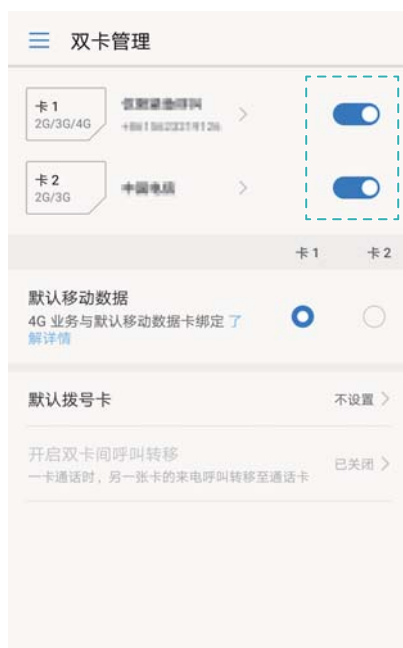 双卡管理
卡 1
2G/3G/4G
卡 2
2G/3G
卡 1 卡 2
默认移动数据
4G 业务与默认移动数据卡绑定 了
解详情
默认拨号卡 不设置
开启双卡间呼叫转移
一卡通话时，另一张卡的来电呼叫转移至通话卡
已关闭